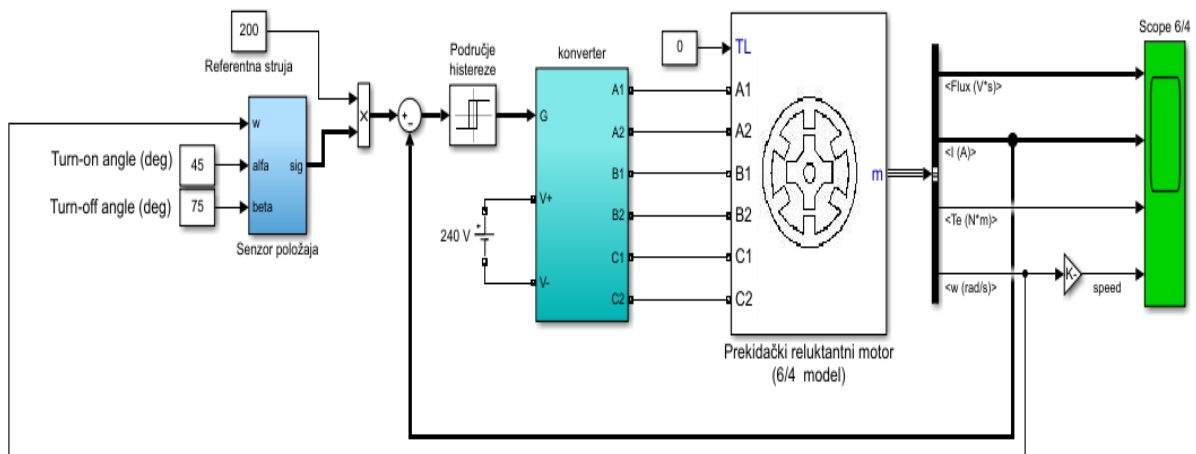 200
Referentna struja
Turn-on angle (deg)
45
Turn-off angle (deg)
75
w
alfa
beta
sig
Senzor položaja
X
+
-
Područje
histereze
konverter
G
V+
V-
A1
A2
B1
B2
C1
C2
+
240 V
0
TL
A1
A2
B1
B2
C1
C2
m
Prekidački reluktantni motor
(6/4 model)
<Flux (V*s)>
<I (A)>
<Te (N*m)>
<w (rad/s)>
K-
speed
Scope 6/4